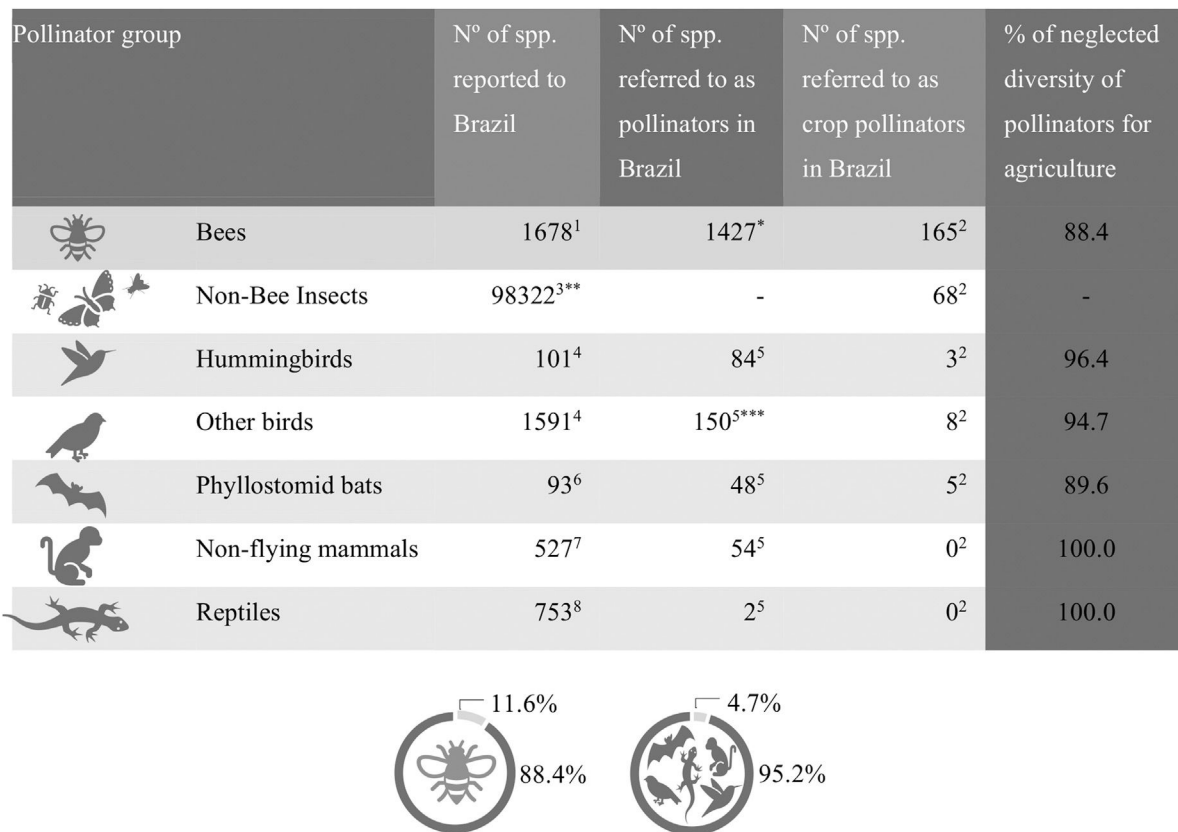 Pollinator group
Nº of spp.
reported to
Brazil
Nº of spp.
referred to as
pollinators in
Brazil
Nº of spp.
referred to as
crop pollinators
in Brazil
% of neglected
diversity of
pollinators for
agriculture
Bees 1678¹ 1427* 165² 88.4
Non-Bee Insects 98322³** - 68² -
Hummingbirds 101⁴ 84⁵ 3² 96.4
Other birds 1591⁴ 150⁵*** 8² 94.7
Phyllostomid bats 93⁶ 48⁵ 5² 89.6
Non-flying mammals 527⁷ 54⁵ 0² 100.0
Reptiles 753⁸ 2⁵ 0² 100.0
11.6%
88.4%
4.7%
95.2%